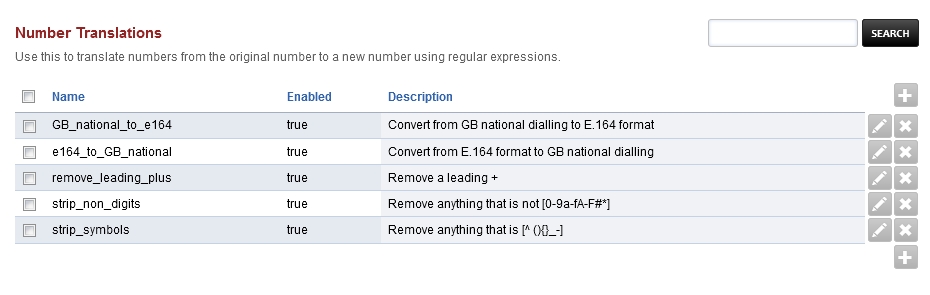 Number Translations
SEARCH
Use this to translate numbers from the original number to a new number using regular expressions.
Name Enabled Description
GB_national_to_e164 true Convert from GB national dialling to E.164 format
e164_to_GB_national true Convert from E.164 format to GB national dialling
remove_leading_plus true Remove a leading +
strip_non_digits true Remove anything that is not [0-9a-fA-F#*]
strip_symbols true Remove anything that is [^ (){}_-]